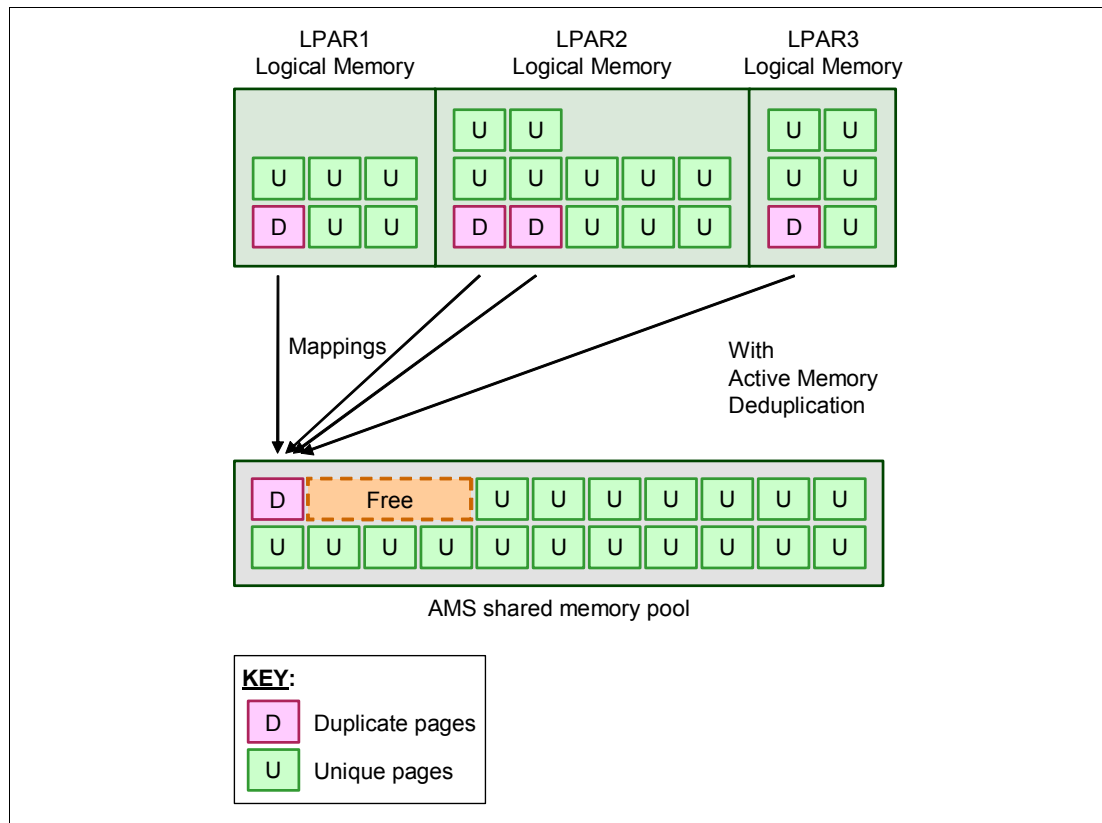 LPAR1
Logical Memory
LPAR2
Logical Memory
LPAR3
Logical Memory
U U U U
U U U U U U U U U U
D U U D D U U U D U
Mappings
With
Active Memory
Deduplication
D Free U U U U U U U
U U U U U U U U U U U
AMS shared memory pool
KEY:
D Duplicate pages
U Unique pages